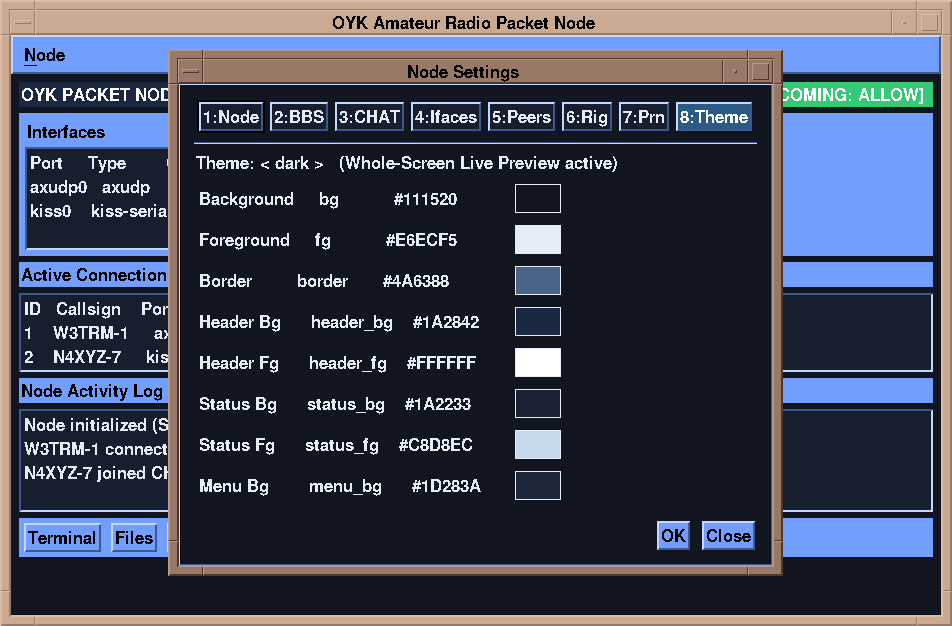 OYK Amateur Radio Packet Node
Node
OYK PACKET NOD
COMING: ALLOW]
Interfaces
Port Type
axudp0 axudp
kiss0 kiss-seria
Active Connection
ID Callsign Por
1 W3TRM-1 ax
2 N4XYZ-7 kis
Node Activity Log
Node initialized (S
W3TRM-1 connect
N4XYZ-7 joined CH
Terminal Files
Node Settings
1:Node 2:BBS 3:CHAT 4:Ifaces 5:Peers 6:Rig 7:Prn 8:Theme
Theme: < dark > (Whole-Screen Live Preview active)
Background bg #111520
Foreground fg #E6ECF5
Border border #4A6388
Header Bg header_bg #1A2842
Header Fg header_fg #FFFFFF
Status Bg status_bg #1A2233
Status Fg status_fg #C8D8EC
Menu Bg menu_bg #1D283A
OK Close